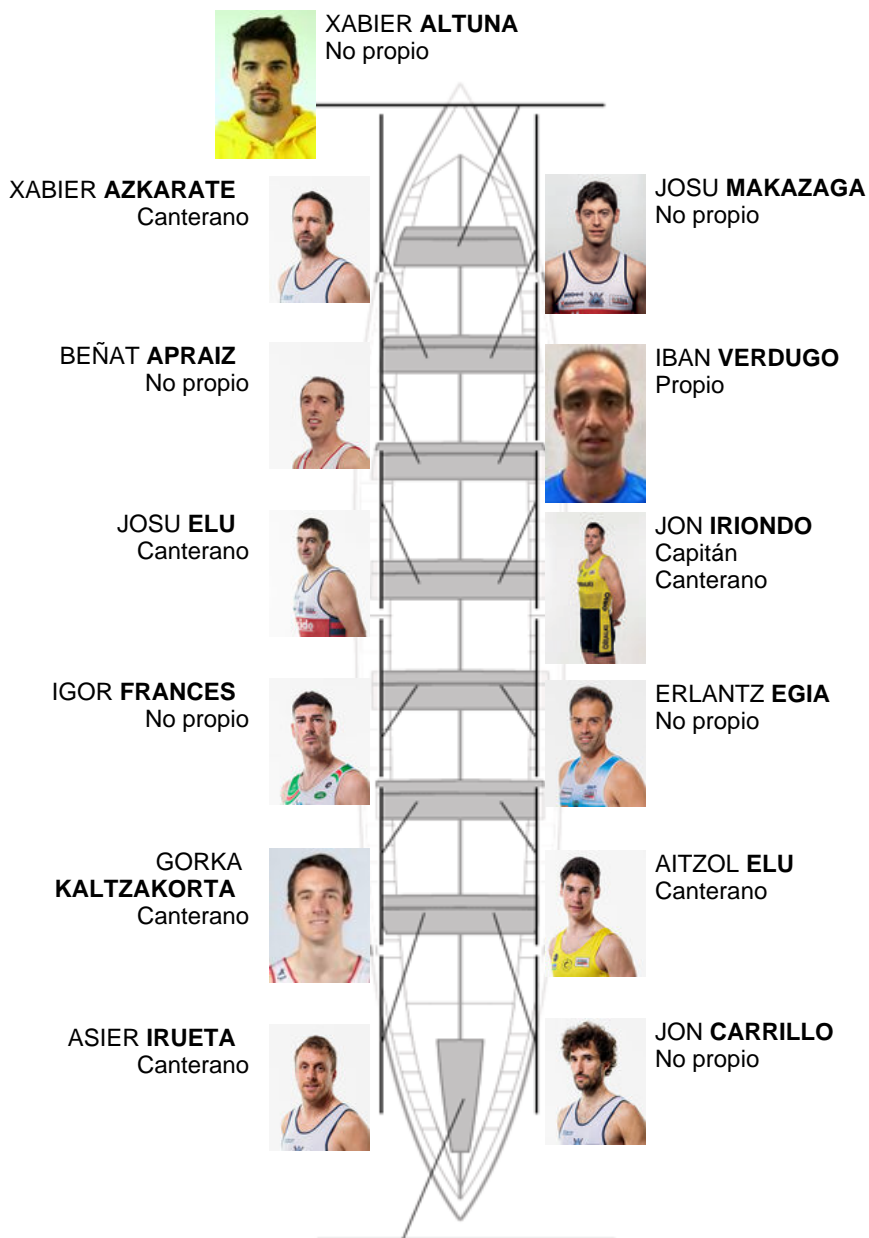 XABIER ALTUNA
No propio
XABIER AZKARATE
Canterano
JOSU MAKAZAGA
No propio
BEÑAT APRAIZ
No propio
IBAN VERDUGO
Propio
JOSU ELU
Canterano
JON IRIONDO
Capitán
Canterano
IGOR FRANCES
No propio
ERLANTZ EGIA
No propio
GORKA
KALTZAKORTA
Canterano
AITZOL ELU
Canterano
ASIER IRUETA
Canterano
JON CARRILLO
No propio